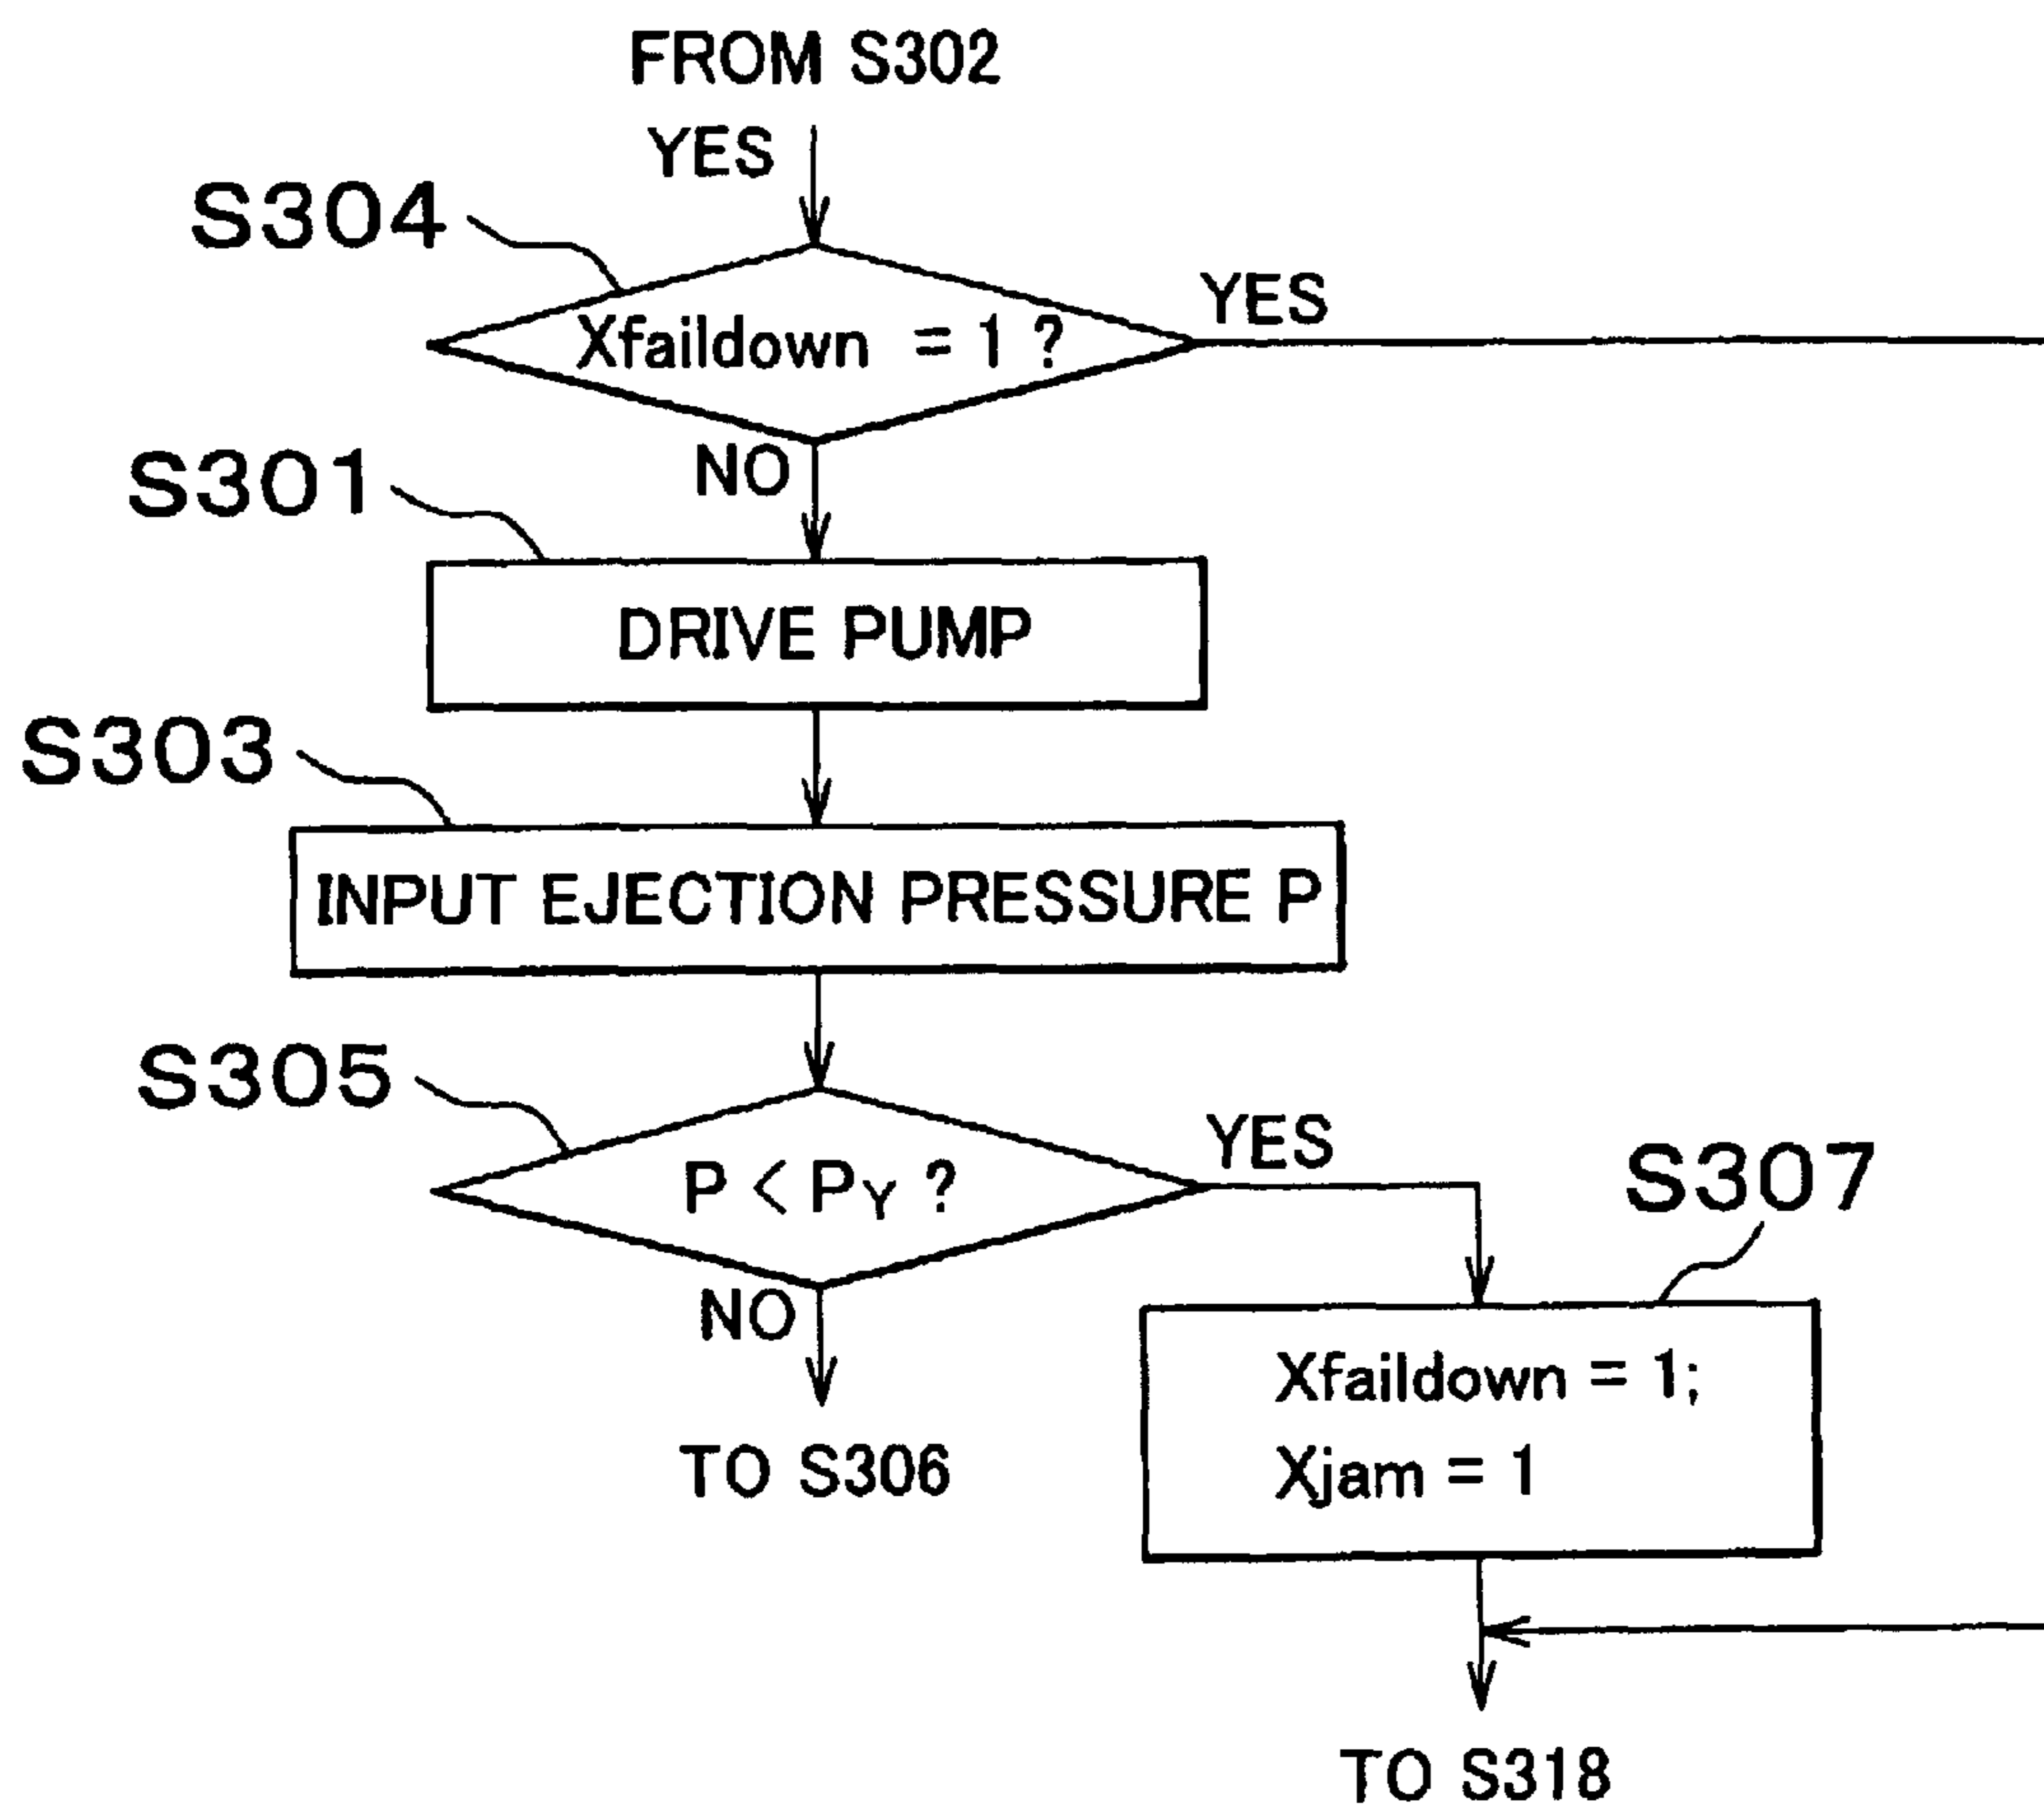 FROM S302
YES
S304
Xfaildown = 1 ?
YES
NO
S301
DRIVE PUMP
S303
INPUT EJECTION PRESSURE P
S305
P < PY ?
YES
S307
NO
Xfaildown = 1;
Xjam = 1
TO S306
TO S318